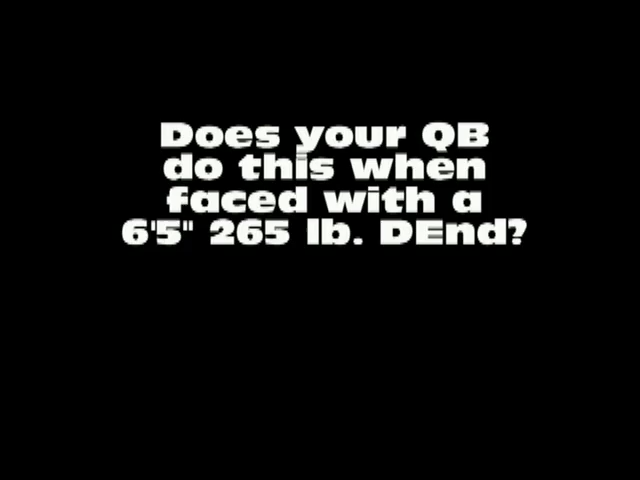 Does your QB
do this when
faced with a
6'5" 265 lb. DEnd?